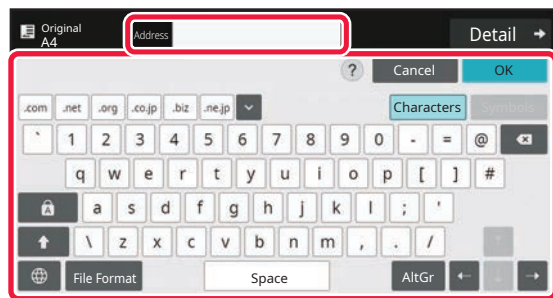 Original
A4
Address
Detail
? Cancel OK
.com .net .org .co.jp .biz .ne.jp Characters Symbols
` 1 2 3 4 5 6 7 8 9 0 - = @
q w e r t y u i o p [ ] #
A
a s d f g h j k l ; '
\ z x c v b n m , . /
File Format Space AltGr